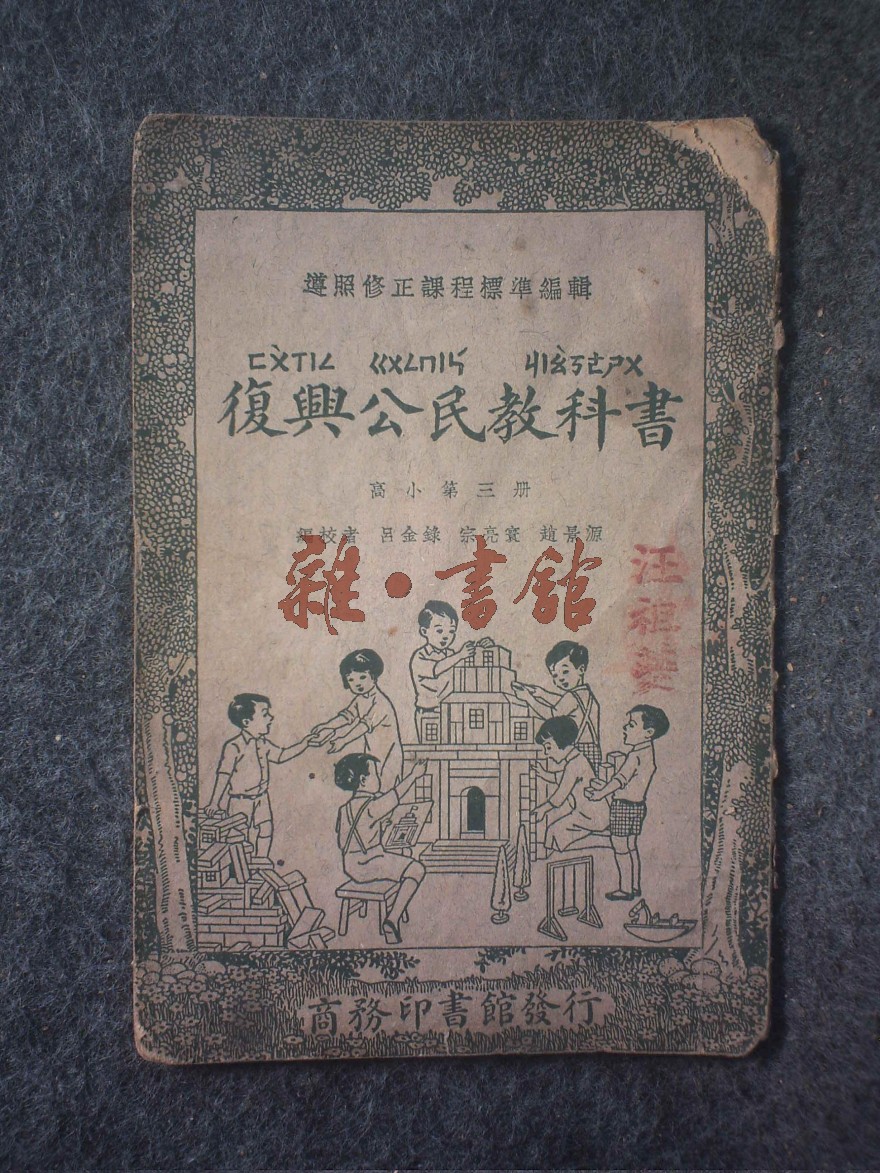 遵照修正課程標準編輯
ㄈㄨˋㄒㄧㄥ ㄍㄨㄥㄇㄧㄣˊ ㄐㄧㄠˋㄎㄜㄕㄨ
復興公民教科書
高小第三册
編校者 呂金錄 宗亮寰 趙景源
雜·書館
汪祖
商務印書館發行